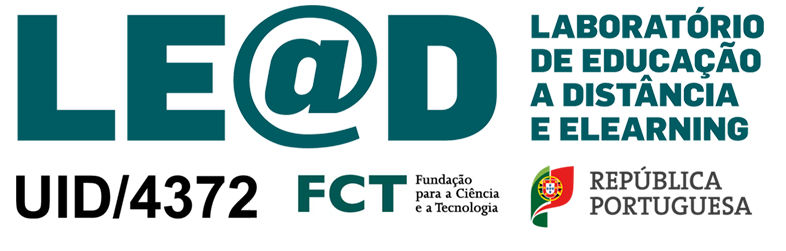 LE@D
LABORATÓRIO
DE EDUCAÇÃO
A DISTÂNCIA
E ELEARNING
UID/4372
FCT
Fundação
para a Ciência
e a Tecnologia
REPÚBLICA
PORTUGUESA